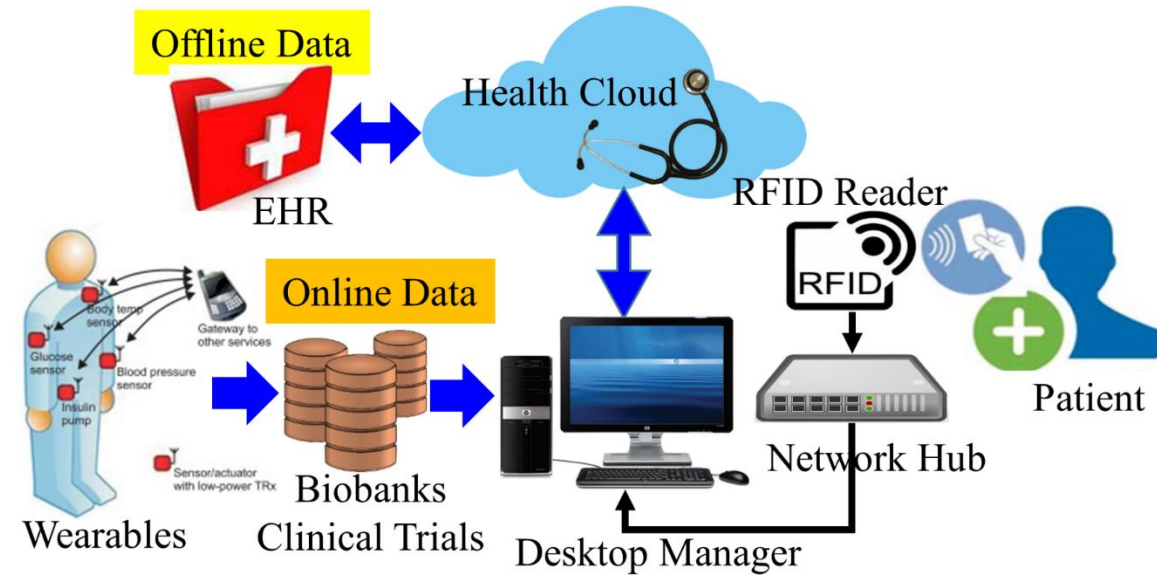 Offline Data
Health Cloud
EHR
RFID Reader
RFID
Patient
Network Hub
Online Data
Body temp
sensor
Gateway to
other services
Glucose
sensor
Blood pressure
sensor
Insulin
pump
Sensor/actuator
with low-power TRx
Wearables
Biobanks
Clinical Trials
Desktop Manager